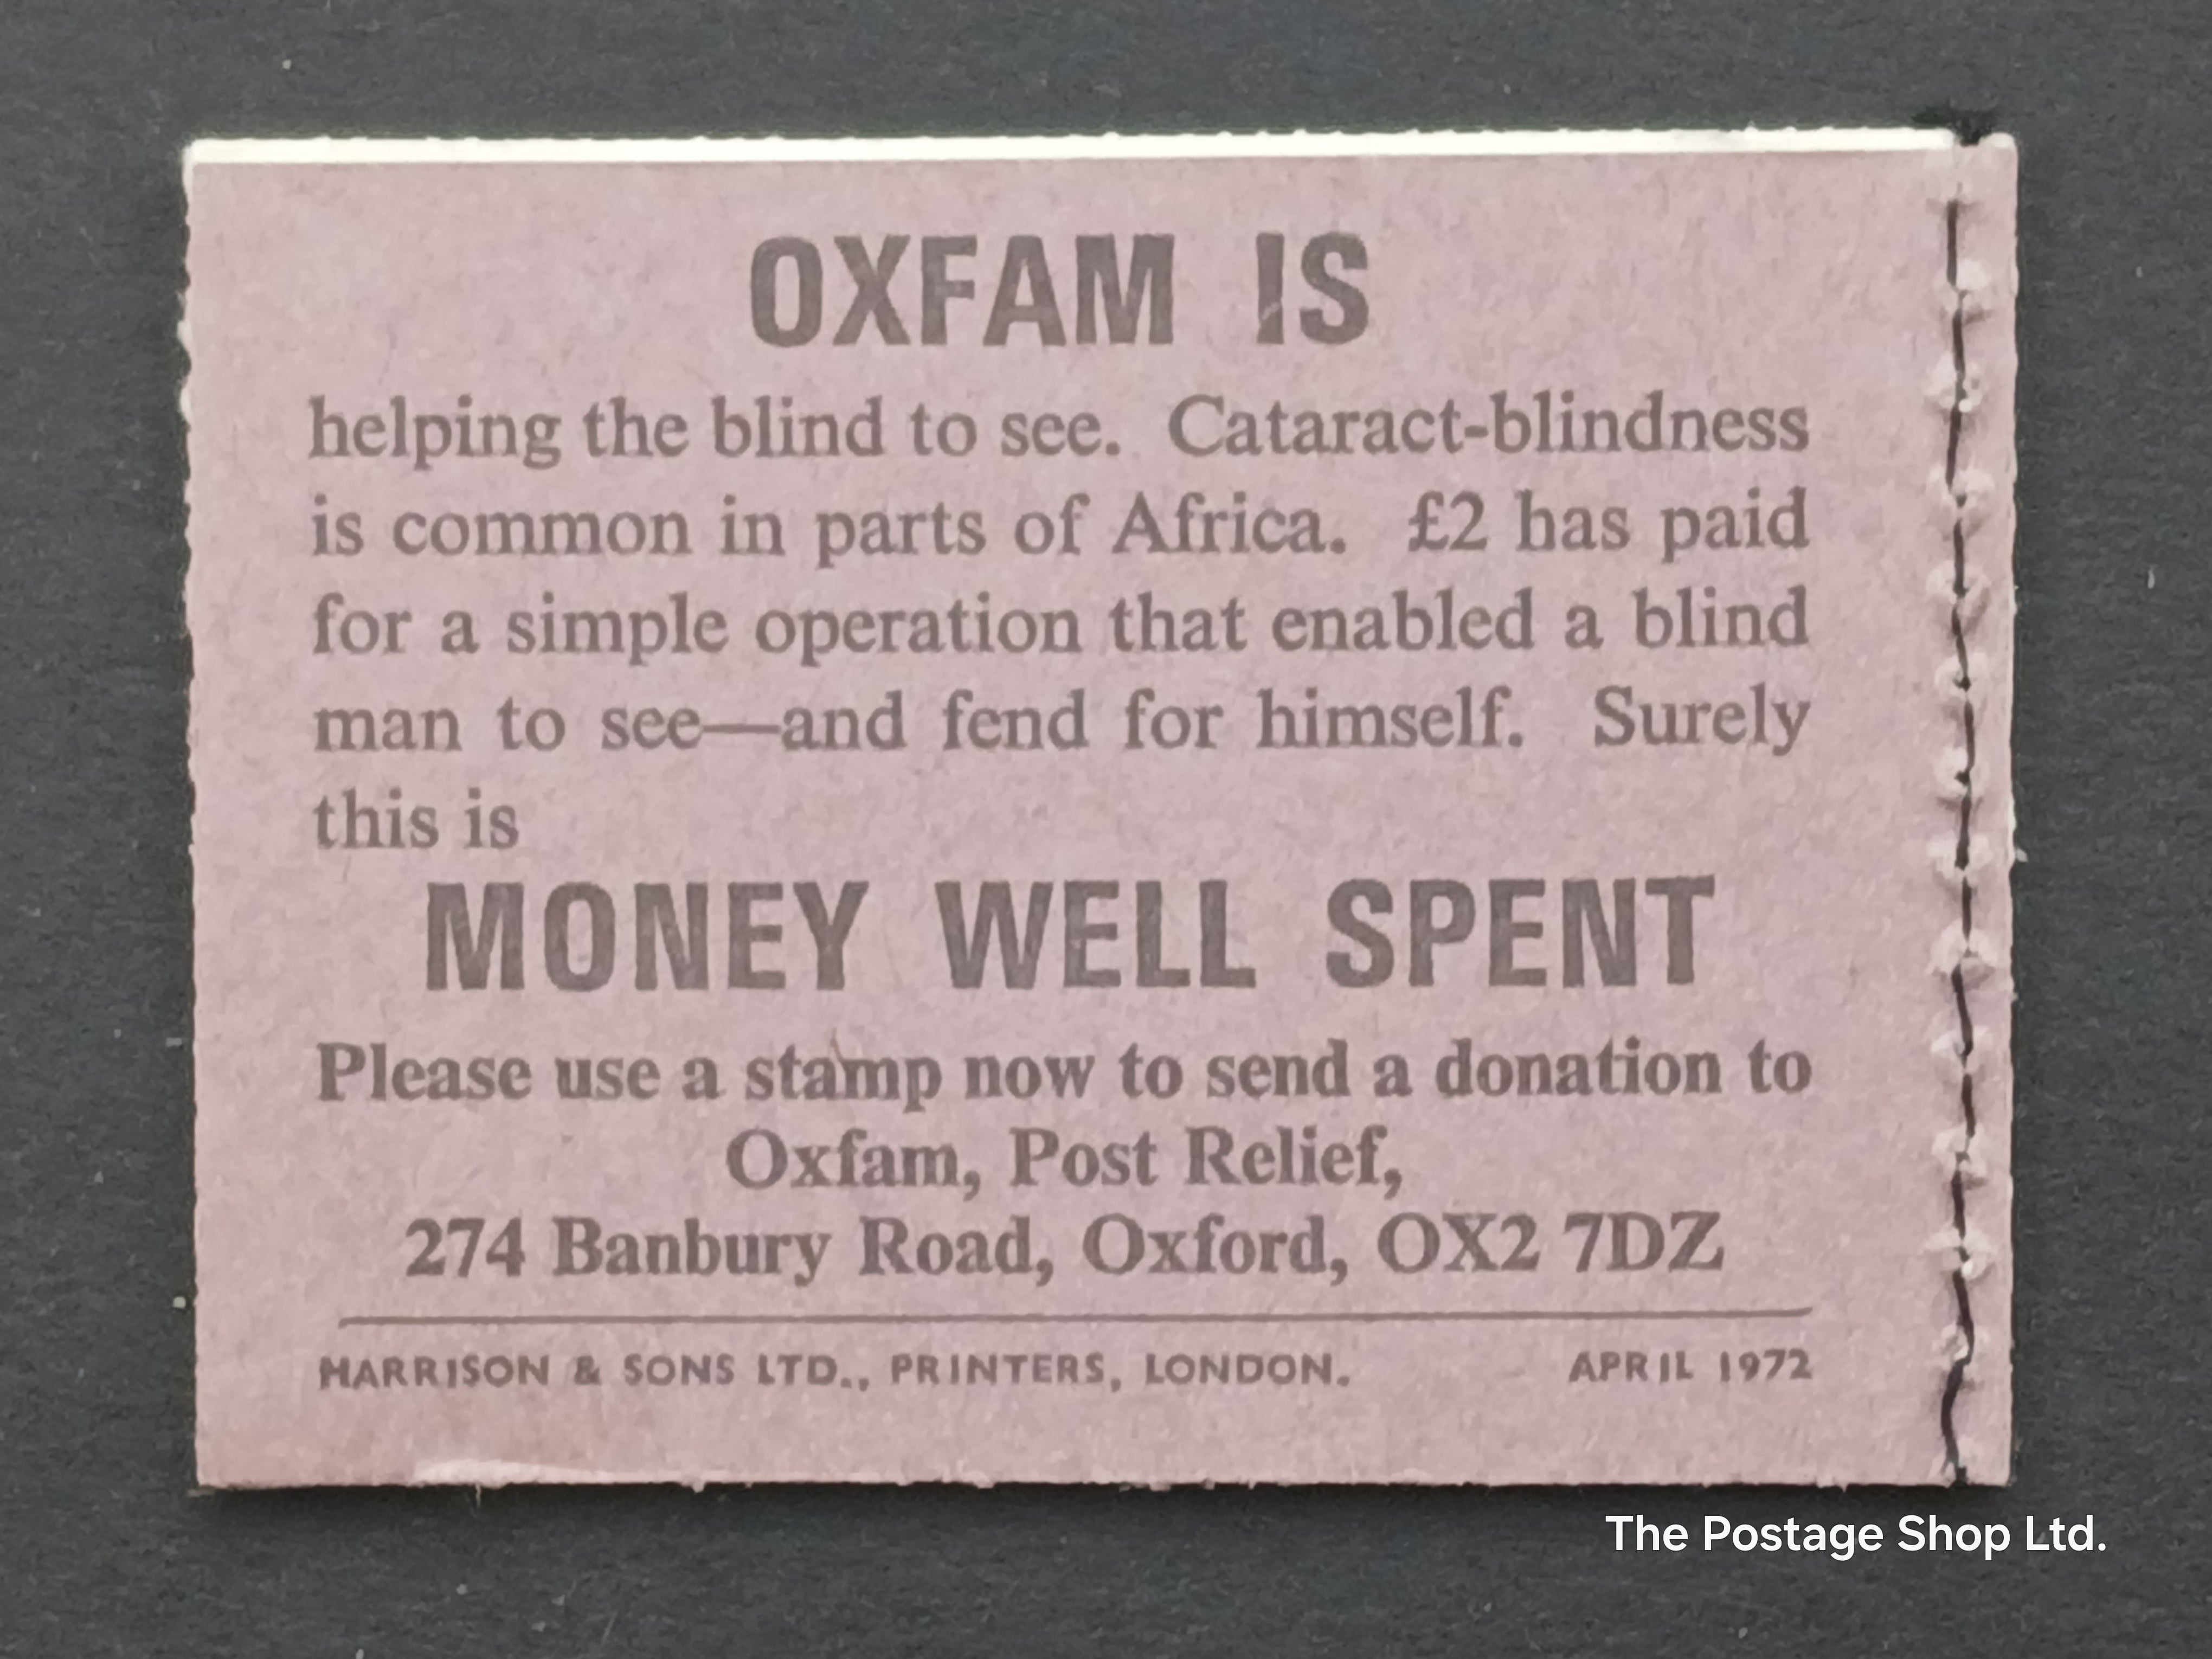 OXFAM IS
helping the blind to see. Cataract-blindness
is common in parts of Africa. £2 has paid
for a simple operation that enabled a blind
man to see—and fend for himself. Surely
this is
MONEY WELL SPENT
Please use a stamp now to send a donation to
Oxfam, Post Relief,
274 Banbury Road, Oxford, OX2 7DZ
HARRISON & SONS LTD., PRINTERS, LONDON. APRIL 1972
The Postage Shop Ltd.